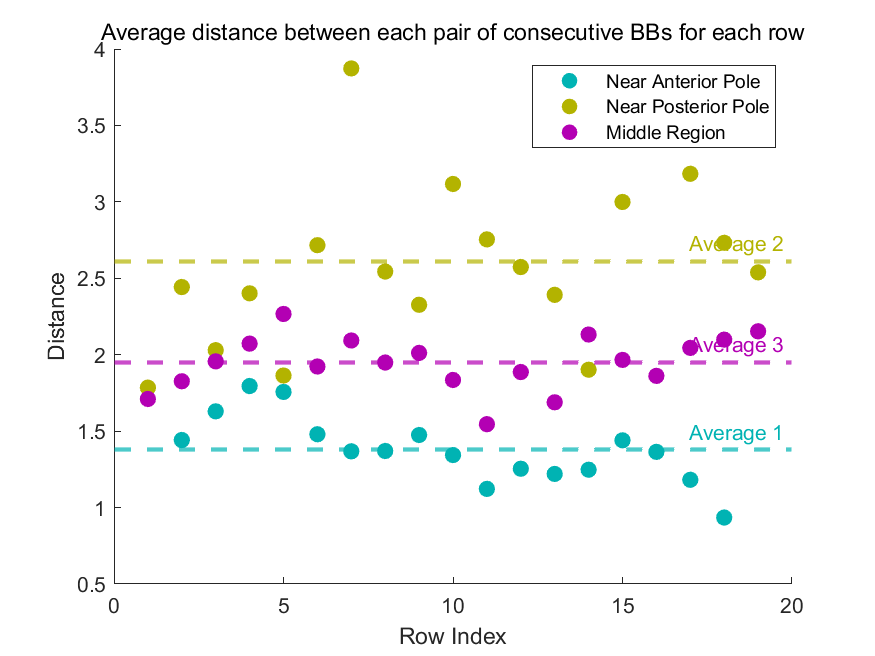 Average distance between each pair of consecutive BBs for each row
4
3.5
3
2.5
2
1.5
1
0.5
Distance
Near Anterior Pole
Near Posterior Pole
Middle Region
Average 2
Average 3
Average 1
0
5
10
15
20
Row Index